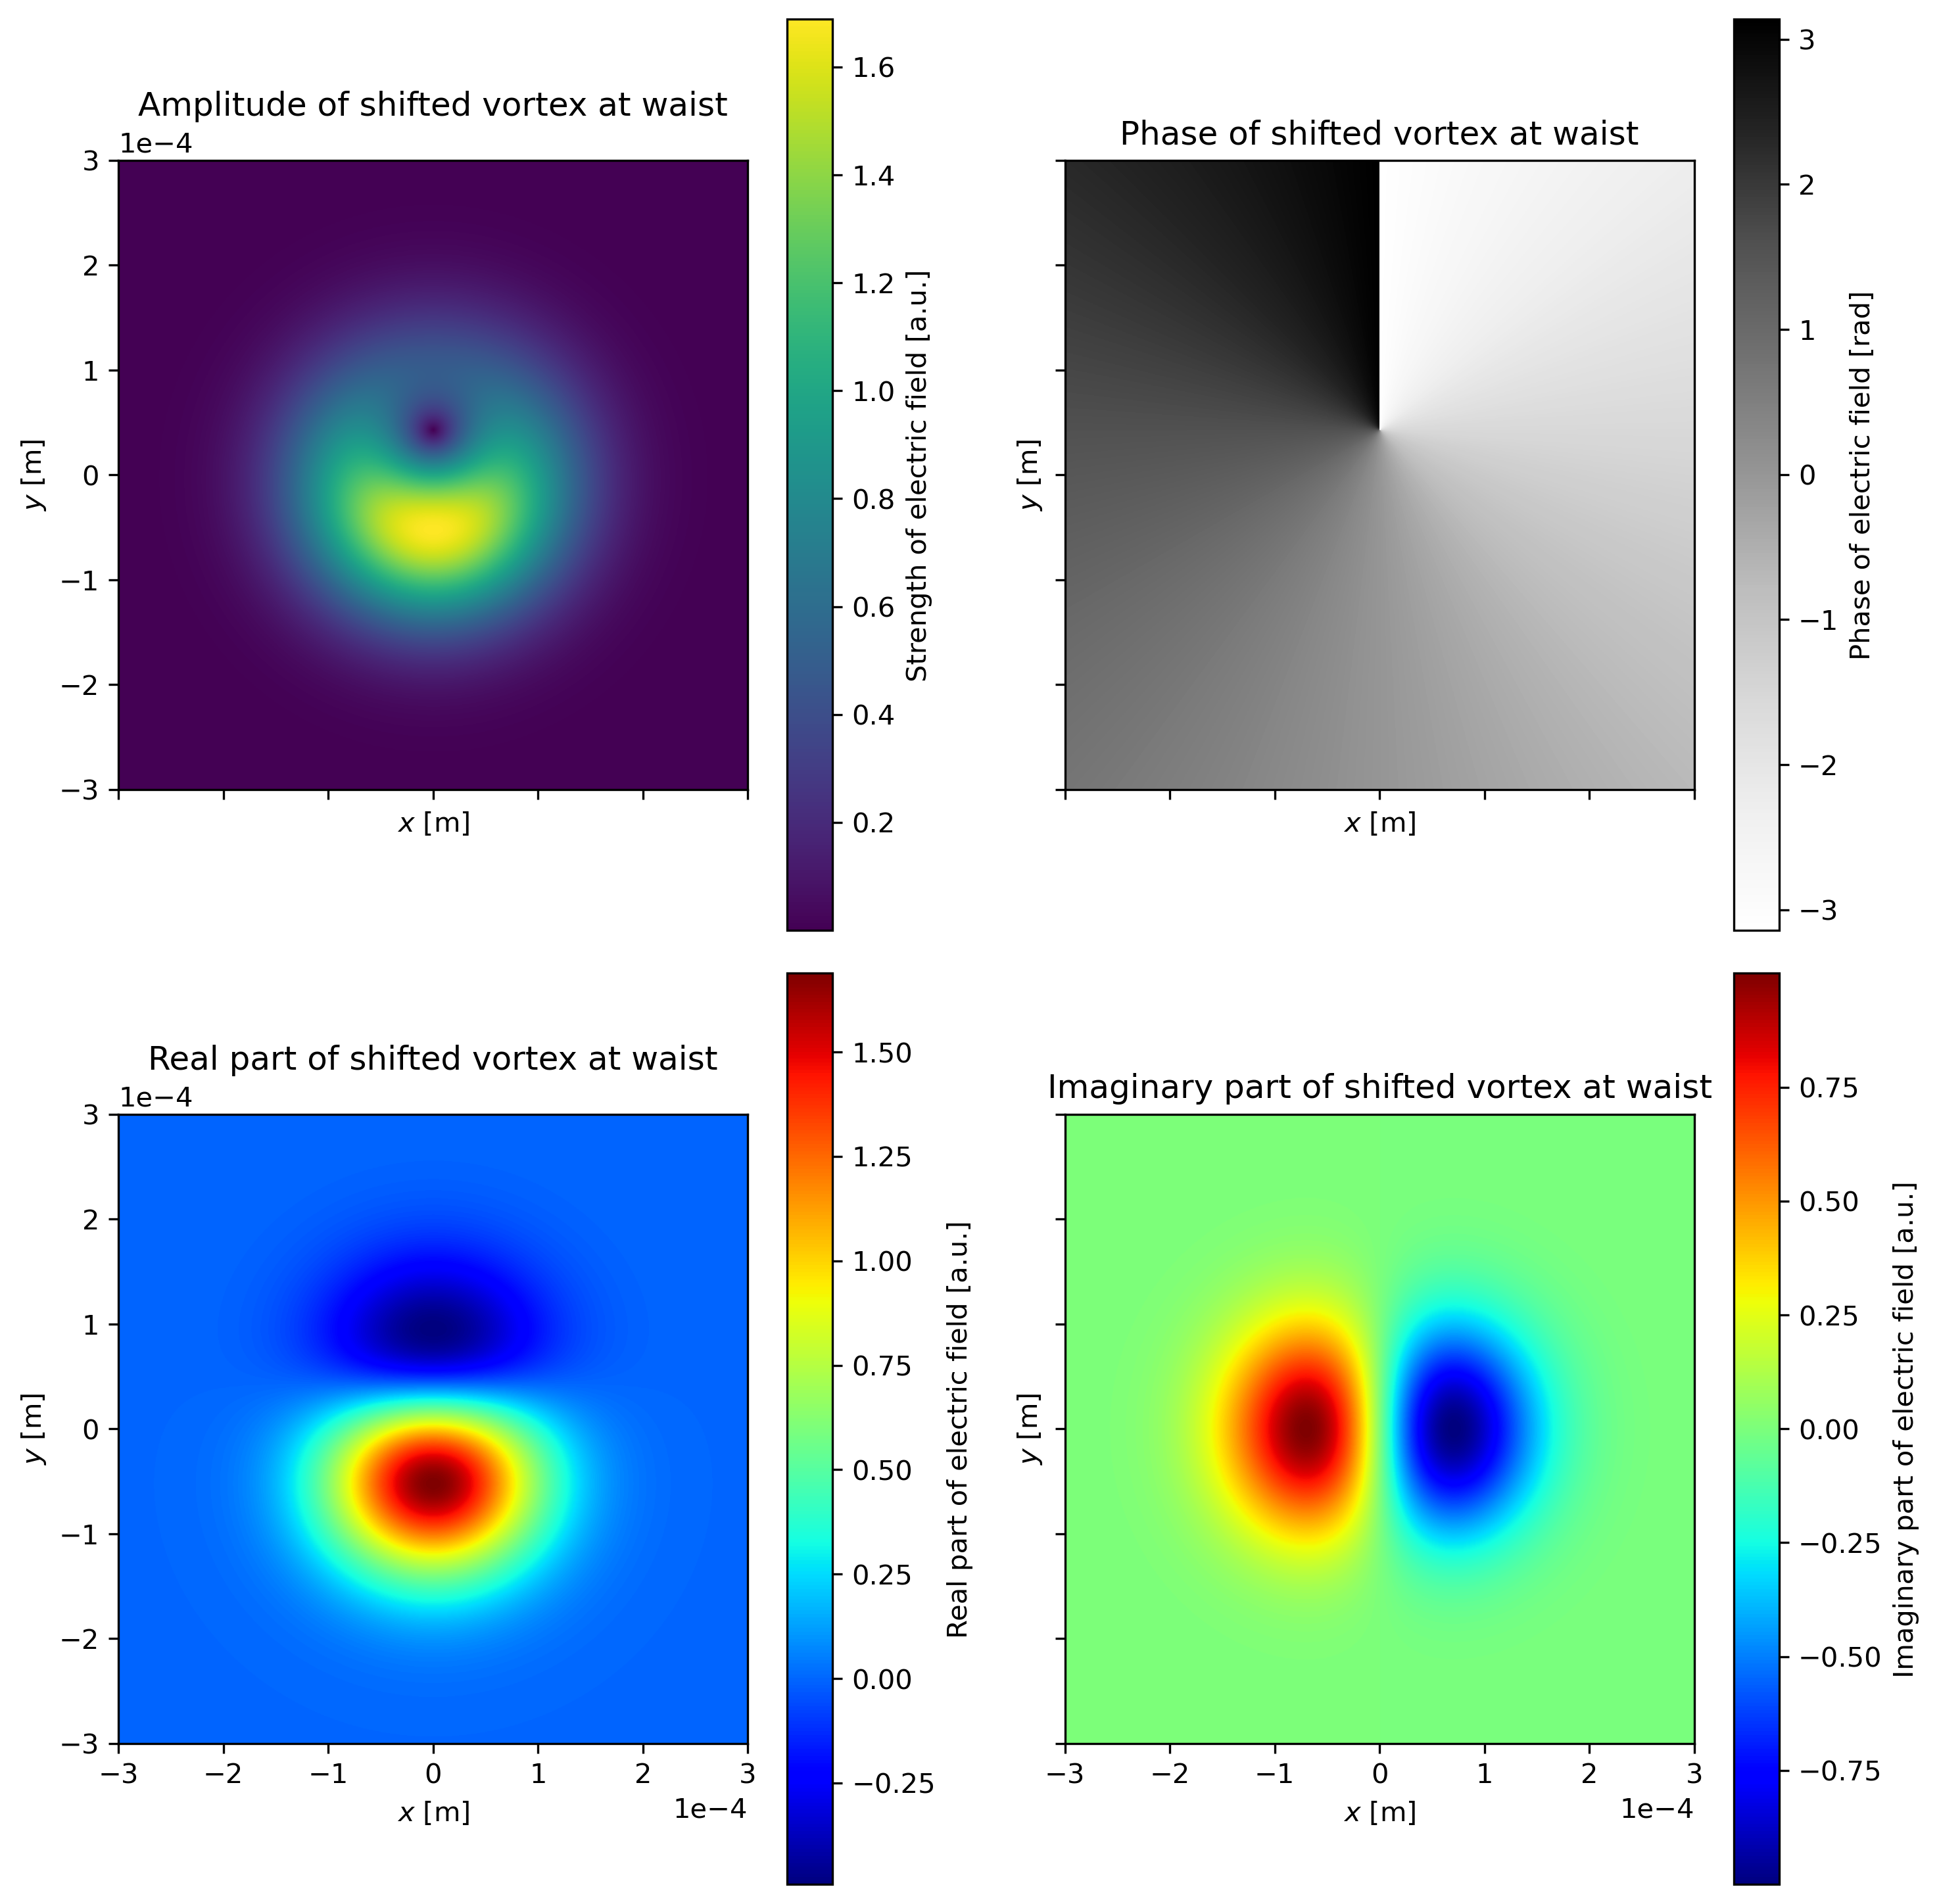 Amplitude of shifted vortex at waist
1e−4
3
2
1
0
−1
−2
−3
y [m]
x [m]
1.6
1.4
1.2
1.0
0.8
0.6
0.4
0.2
Strength of electric field [a.u.]
Phase of shifted vortex at waist
y [m]
x [m]
3
2
1
0
−1
−2
−3
Phase of electric field [rad]
Real part of shifted vortex at waist
1e−4
3
2
1
0
−1
−2
−3
y [m]
−3 −2 −1 0 1 2 3
x [m]
1e−4
1.50
1.25
1.00
0.75
0.50
0.25
0.00
−0.25
Real part of electric field [a.u.]
Imaginary part of shifted vortex at waist
y [m]
−3 −2 −1 0 1 2 3
x [m]
1e−4
0.75
0.50
0.25
0.00
−0.25
−0.50
−0.75
Imaginary part of electric field [a.u.]